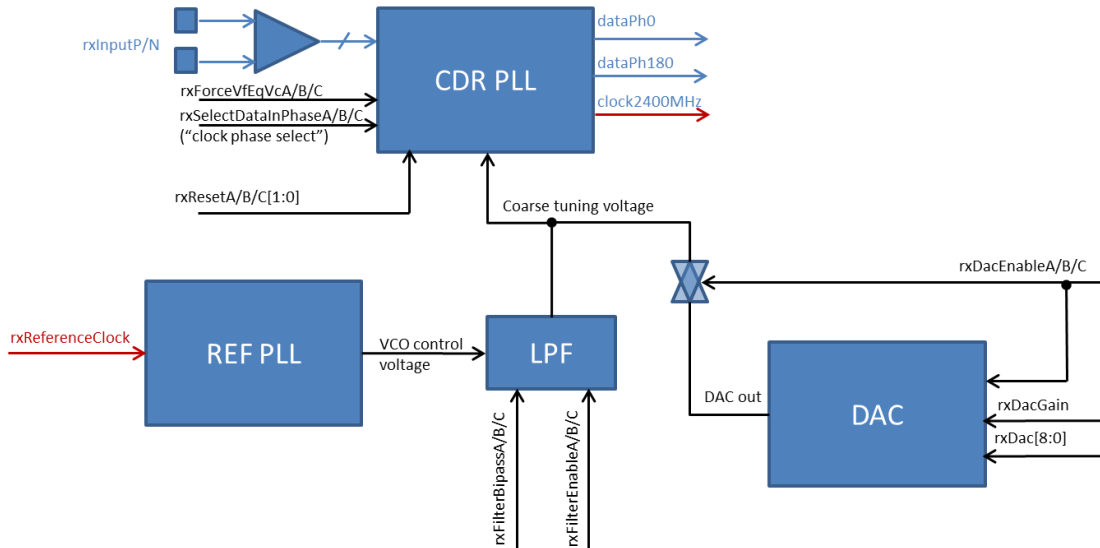 rxInputP/N
dataPh0
dataPh180
CDR PLL
clock2400MHz
rxForceVfEqVcA/B/C
rxSelectDataInPhaseA/B/C
(“clock phase select”)
rxResetA/B/C[1:0]
Coarse tuning voltage
rxDacEnableA/B/C
rxReferenceClock
REF PLL
VCO control
voltage
LPF
DAC out
DAC
rxDacGain
rxDac[8:0]
rxFilterBipassA/B/C
rxFilterEnableA/B/C